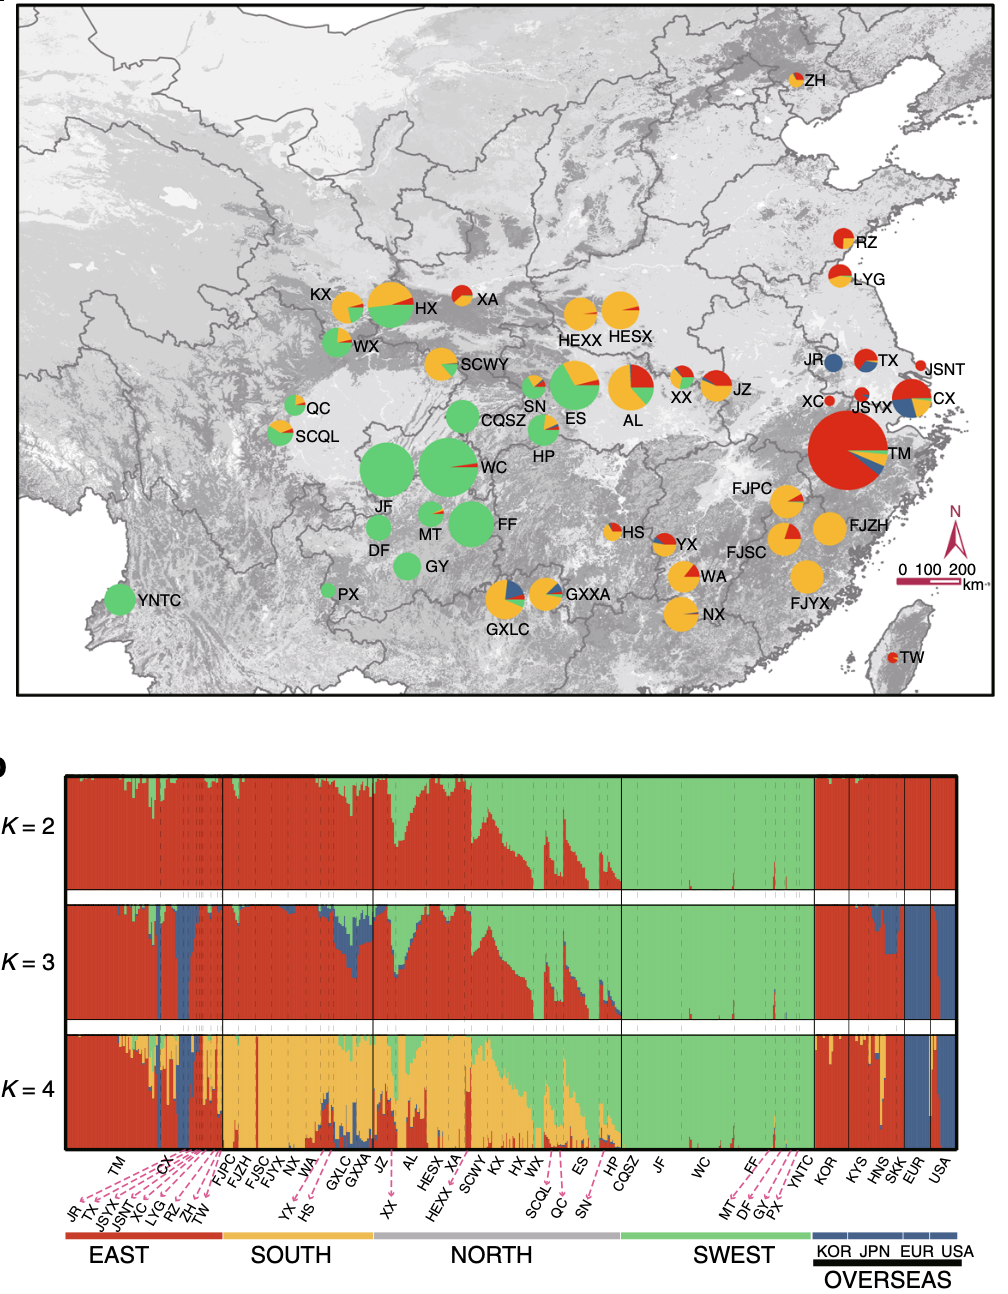 ZH
RZ
LYG
KX
HX
XA
HEXX
HESX
WX
SCWY
JR
TX
JSNT
QC
SN
ES
AL
XX
JZ
XC
JSYX
CX
SCQL
CQSZ
HP
TM
JF
WC
FJPC
MT
FF
DF
HS
YX
FJSC
FJZH
N
GY
WA
0 100 200
km
YNTC
PX
GXLC
GXXA
NX
FJYX
TW
K = 2
K = 3
K = 4
TM CX FJPC FJZH FJSC FJYX NX WA GXLC GXXA JZ AL HESX XA SCWY KX HX WX ES HP CQSZ JF WC FF YNTC KOR KYS HNS SKK EUR USA
JR TX JSYX JSNT XC LYG RZ ZH TW YX HS XX HEXX SCQL QC SN MT DF GY PX
EAST SOUTH NORTH SWEST KOR JPN EUR USA
OVERSEAS